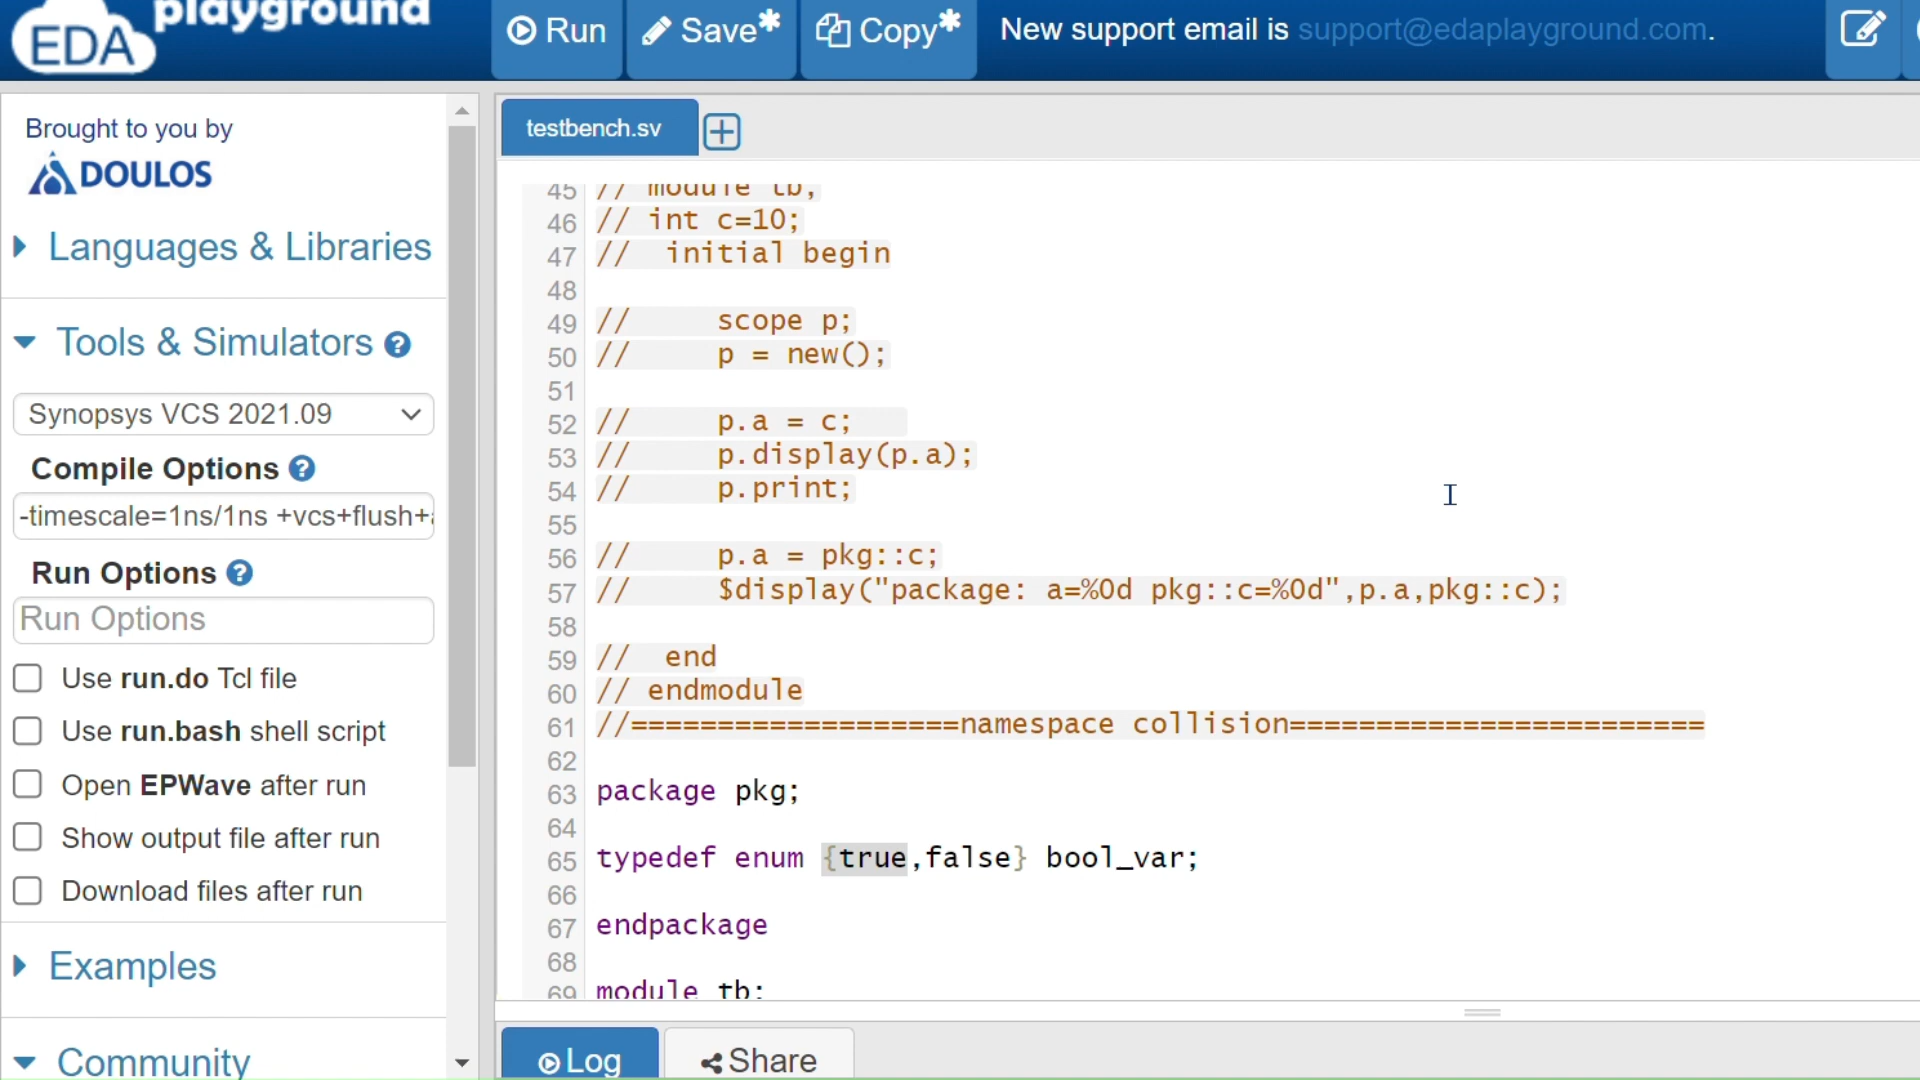 EDA playground
Run
Save*
Copy*
New support email is support@edaplayground.com.
Brought to you by
DOULOS
Languages & Libraries
Tools & Simulators
Synopsys VCS 2021.09
Compile Options
-timescale=1ns/1ns +vcs+flush+
Run Options
Run Options
Use run.do Tcl file
Use run.bash shell script
Open EPWave after run
Show output file after run
Download files after run
Examples
Community
testbench.sv
45 // module tb;
46 // int c=10;
47 //  initial begin
48
49 //     scope p;
50 //     p = new();
51
52 //     p.a = c;
53 //     p.display(p.a);
54 //     p.print;
55
56 //     p.a = pkg::c;
57 //     $display("package: a=%0d pkg::c=%0d",p.a,pkg::c);
58
59 //  end
60 // endmodule
61 //===================namespace collision========================
62
63 package pkg;
64
65 typedef enum {true,false} bool_var;
66
67 endpackage
68
69 module tb;
Log
Share